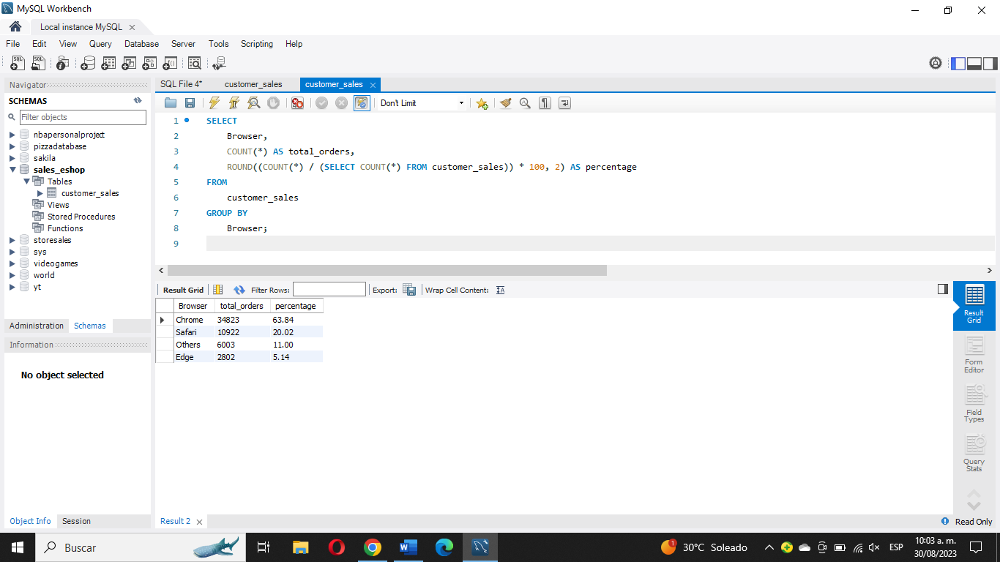 MySQL Workbench
Local instance MySQL
File Edit View Query Database Server Tools Scripting Help
Navigator
SCHEMAS
Filter objects
nbapersonalproject
pizzadatabase
sakila
sales_eshop
Tables
customer_sales
Views
Stored Procedures
Functions
storesales
sys
videogames
world
yt
Administration Schemas
Information
No object selected
Object Info Session
SQL File 4* customer_sales customer_sales
Don't Limit
1 SELECT
2 Browser,
3 COUNT(*) AS total_orders,
4 ROUND((COUNT(*) / (SELECT COUNT(*) FROM customer_sales)) * 100, 2) AS percentage
5 FROM
6 customer_sales
7 GROUP BY
8 Browser;
9
Result Grid Filter Rows: Export: Wrap Cell Content:
Browser total_orders percentage
Chrome 34823 63.84
Safari 10922 20.02
Others 6003 11.00
Edge 2802 5.14
Result
Grid
Form
Editor
Field
Types
Query
Stats
Result 2
Read Only
Buscar
1
30°C Soleado
ESP
10:03 a. m.
30/08/2023